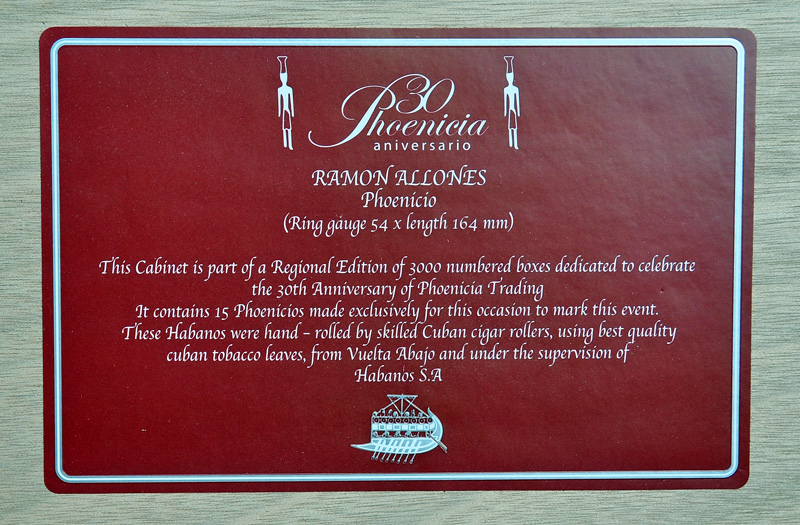 30
Phoenicia
aniversario
RAMON ALLONES
Phoenicio
(Ring gauge 54 x length 164 mm)
This Cabinet is part of a Regional Edition of 3000 numbered boxes dedicated to celebrate
the 30th Anniversary of Phoenicia Trading
It contains 15 Phoenicios made exclusively for this occasion to mark this event.
These Habanos were hand – rolled by skilled Cuban cigar rollers, using best quality
cuban tobacco leaves, from Vuelta Abajo and under the supervision of
Habanos S.A